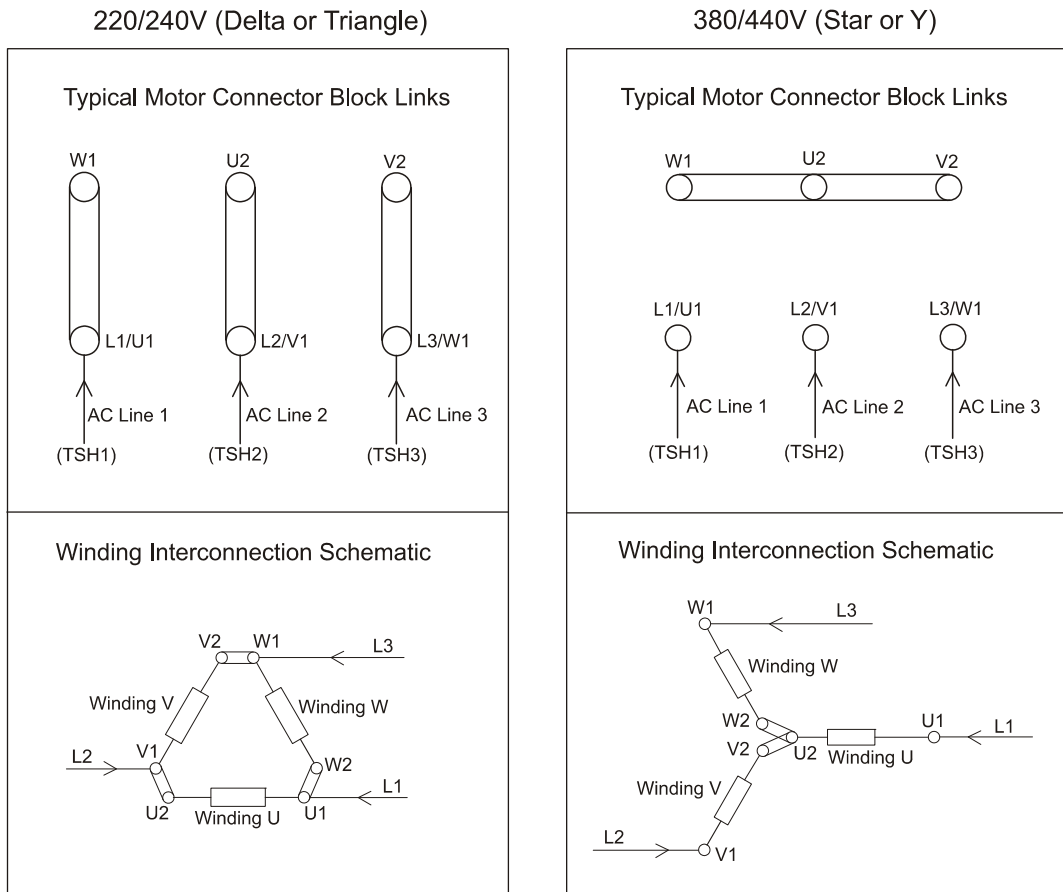 220/240V (Delta or Triangle)
Typical Motor Connector Block Links
W1 U2 V2
L1/U1 L2/V1 L3/W1
AC Line 1 AC Line 2 AC Line 3
(TSH1) (TSH2) (TSH3)
Winding Interconnection Schematic
V2 W1 L3
Winding V Winding W
V1
L2 W2
L1
U2 Winding U U1
380/440V (Star or Y)
Typical Motor Connector Block Links
W1 U2 V2
L1/U1 L2/V1 L3/W1
AC Line 1 AC Line 2 AC Line 3
(TSH1) (TSH2) (TSH3)
Winding Interconnection Schematic
W1 L3
Winding W
W2 U1
V2 U2 L1
Winding U
Winding V
L2 V1